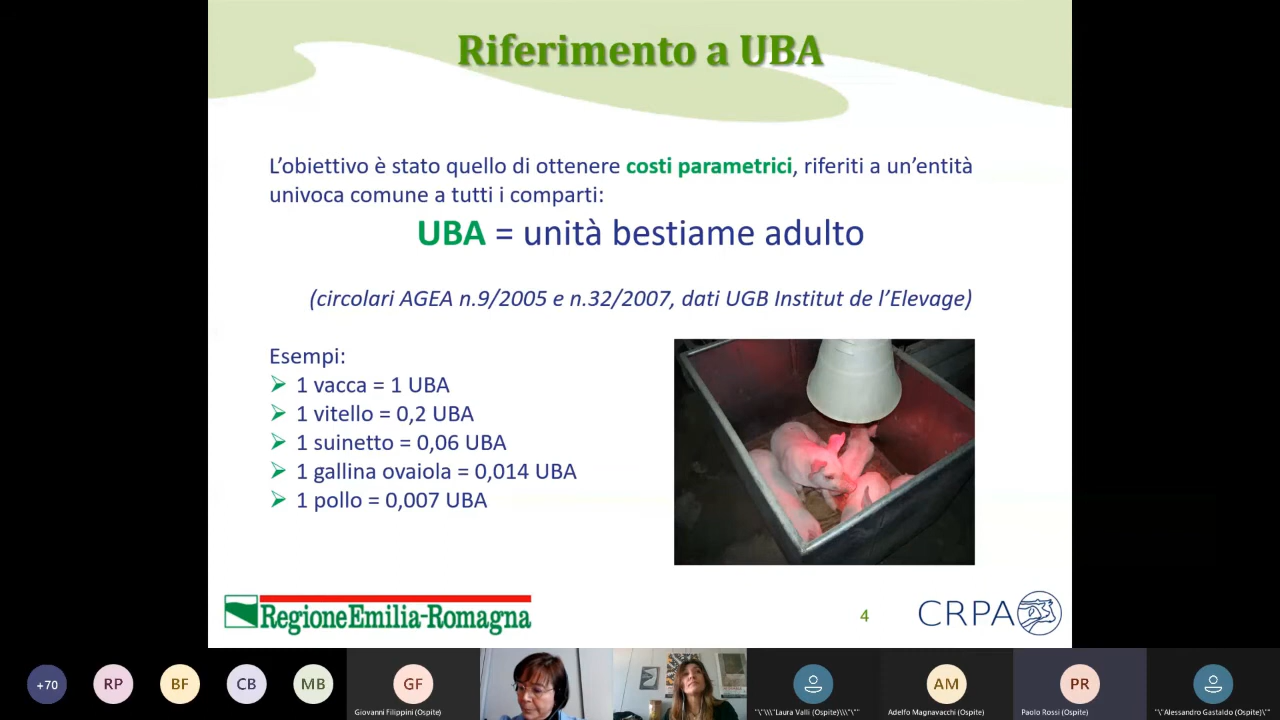 Riferimento a UBA
L’obiettivo è stato quello di ottenere costi parametrici, riferiti a un’entità
univoca comune a tutti i comparti:
UBA = unità bestiame adulto
(circolari AGEA n.9/2005 e n.32/2007, dati UGB Institut de l’Elevage)
Esempi:
1 vacca = 1 UBA
1 vitello = 0,2 UBA
1 suinetto = 0,06 UBA
1 gallina ovaiola = 0,014 UBA
1 pollo = 0,007 UBA
RegioneEmilia-Romagna
4
CRPA
+70
RP
BF
CB
MB
GF
AM
PR
Giovanni Filippini (Ospite)
"\"\\\"Laura Valli (Ospite)\\\"\""
Adelfo Magnavacchi (Ospite)
Paolo Rossi (Ospite)
"\"Alessandro Gastaldo (Ospite)\"